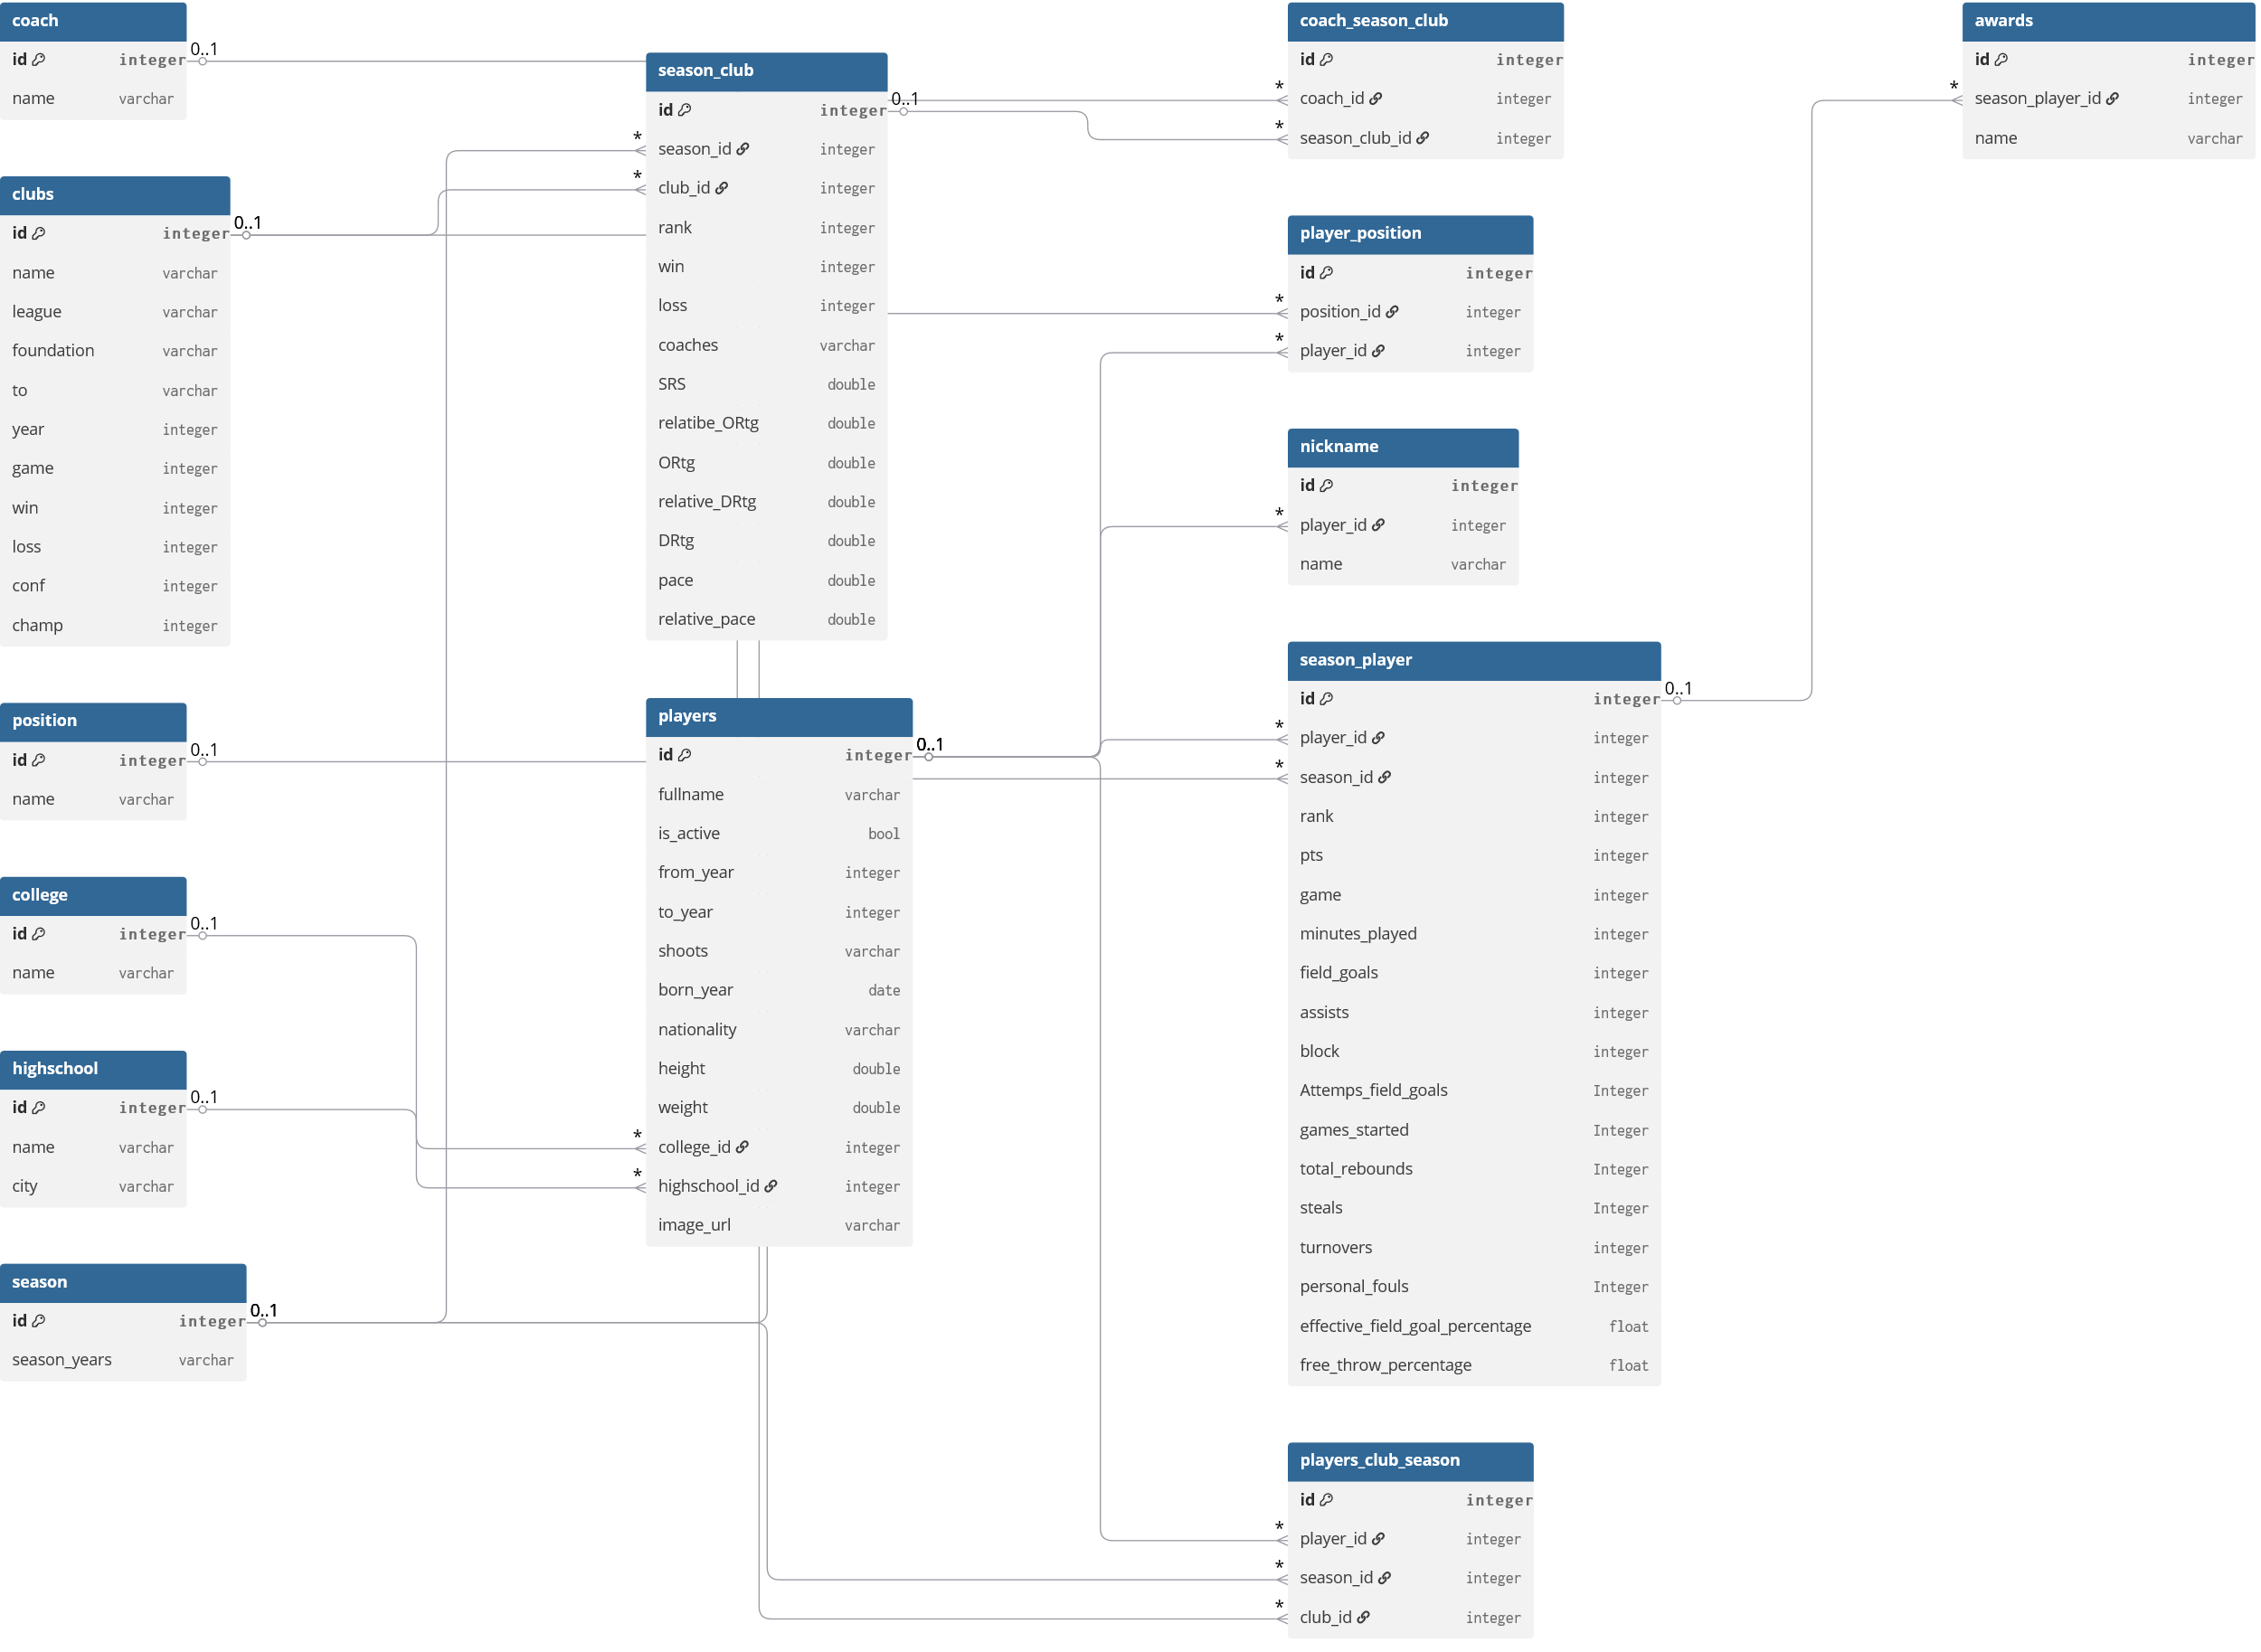 coach
id integer 0..1
name varchar
clubs
id integer 0..1
name varchar
league varchar
foundation varchar
to varchar
year integer
game integer
win integer
loss integer
conf integer
champ integer
position
id integer 0..1
name varchar
college
id integer 0..1
name varchar
highschool
id integer 0..1
name varchar
city varchar
season
id integer 0..1
season_years varchar
season_club
id integer 0..1
* season_id integer
* club_id integer
rank integer
win integer
loss integer
coaches varchar
SRS double
relatibe_ORtg double
ORtg double
relative_DRtg double
DRtg double
pace double
relative_pace double
players
id integer 0..1
fullname varchar
is_active bool
from_year integer
to_year integer
shoots varchar
born_year date
nationality varchar
height double
weight double
* college_id integer
* highschool_id integer
image_url varchar
coach_season_club
id integer
* coach_id integer
* season_club_id integer
player_position
id integer
* position_id integer
* player_id integer
nickname
id integer
* player_id integer
name varchar
season_player
id integer 0..1
* player_id integer
* season_id integer
rank integer
pts integer
game integer
minutes_played integer
field_goals integer
assists integer
block integer
Attemps_field_goals Integer
games_started Integer
total_rebounds Integer
steals Integer
turnovers integer
personal_fouls Integer
effective_field_goal_percentage float
free_throw_percentage float
players_club_season
id integer
* player_id integer
* season_id integer
* club_id integer
awards
id integer
* season_player_id integer
name varchar